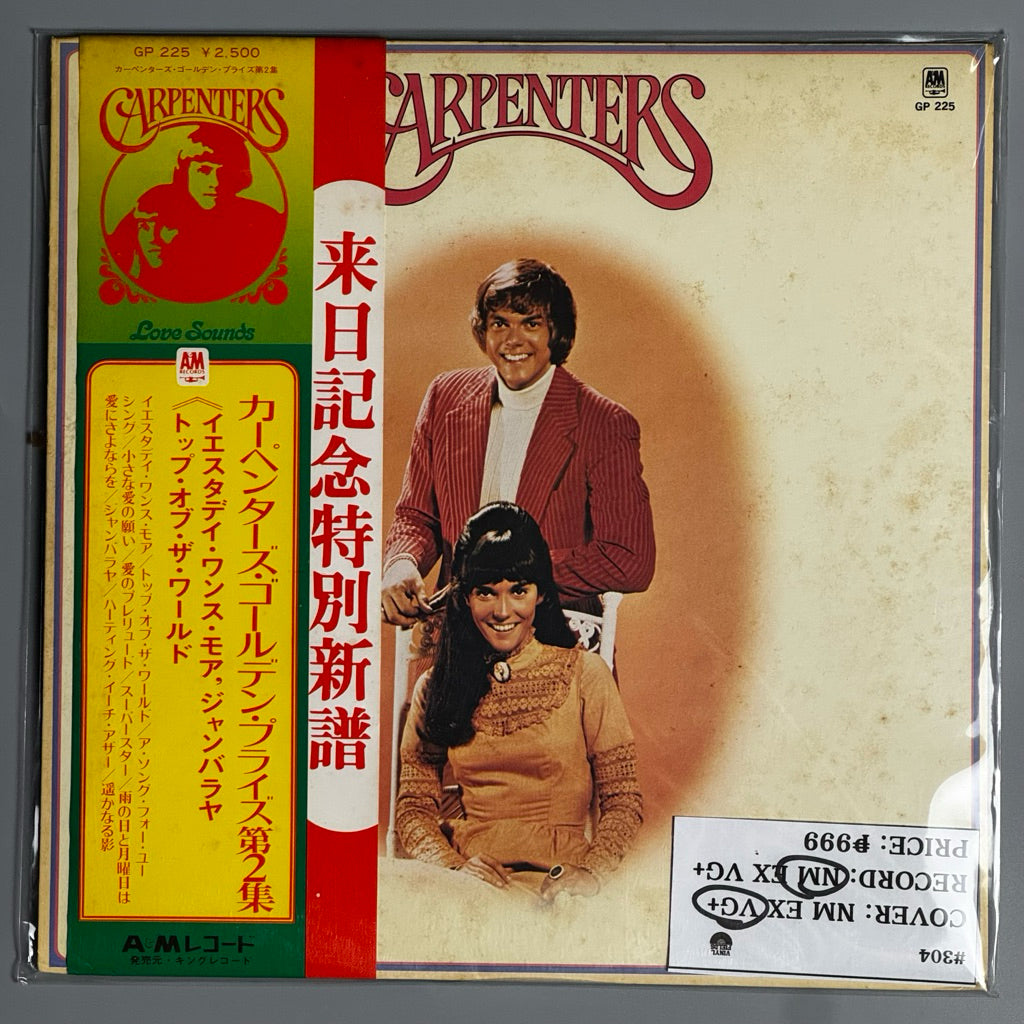 GP 225 ￥2,500
カーペンターズ・ゴールデン・プライズ第2集
CARPENTERS
Love Sounds
A&M
RECORDS
カーペンターズ・ゴールデン・プライズ第2集
《イエスタデイ・ワンス・モア，ジャンバラヤ
トップ・オブ・ザ・ワールド》
イエスタデイ・ワンス・モア／トップ・オブ・ザ・ワールド／ア・ソング・フォー・ユー
シング／小さな愛の願い／愛のプレリュード／スーパースター／雨の日と月曜日は
愛にさよならを／ジャンバラヤ／ハーティング・イーチ・アザー／遥かなる影
A&Mレコード
発売元・キングレコード
来日記念特別新譜
CARPENTERS
A&M
RECORDS
GP 225
#304
COVER: NM EX VG+
RECORD: NM EX VG+
PRICE: ₱999